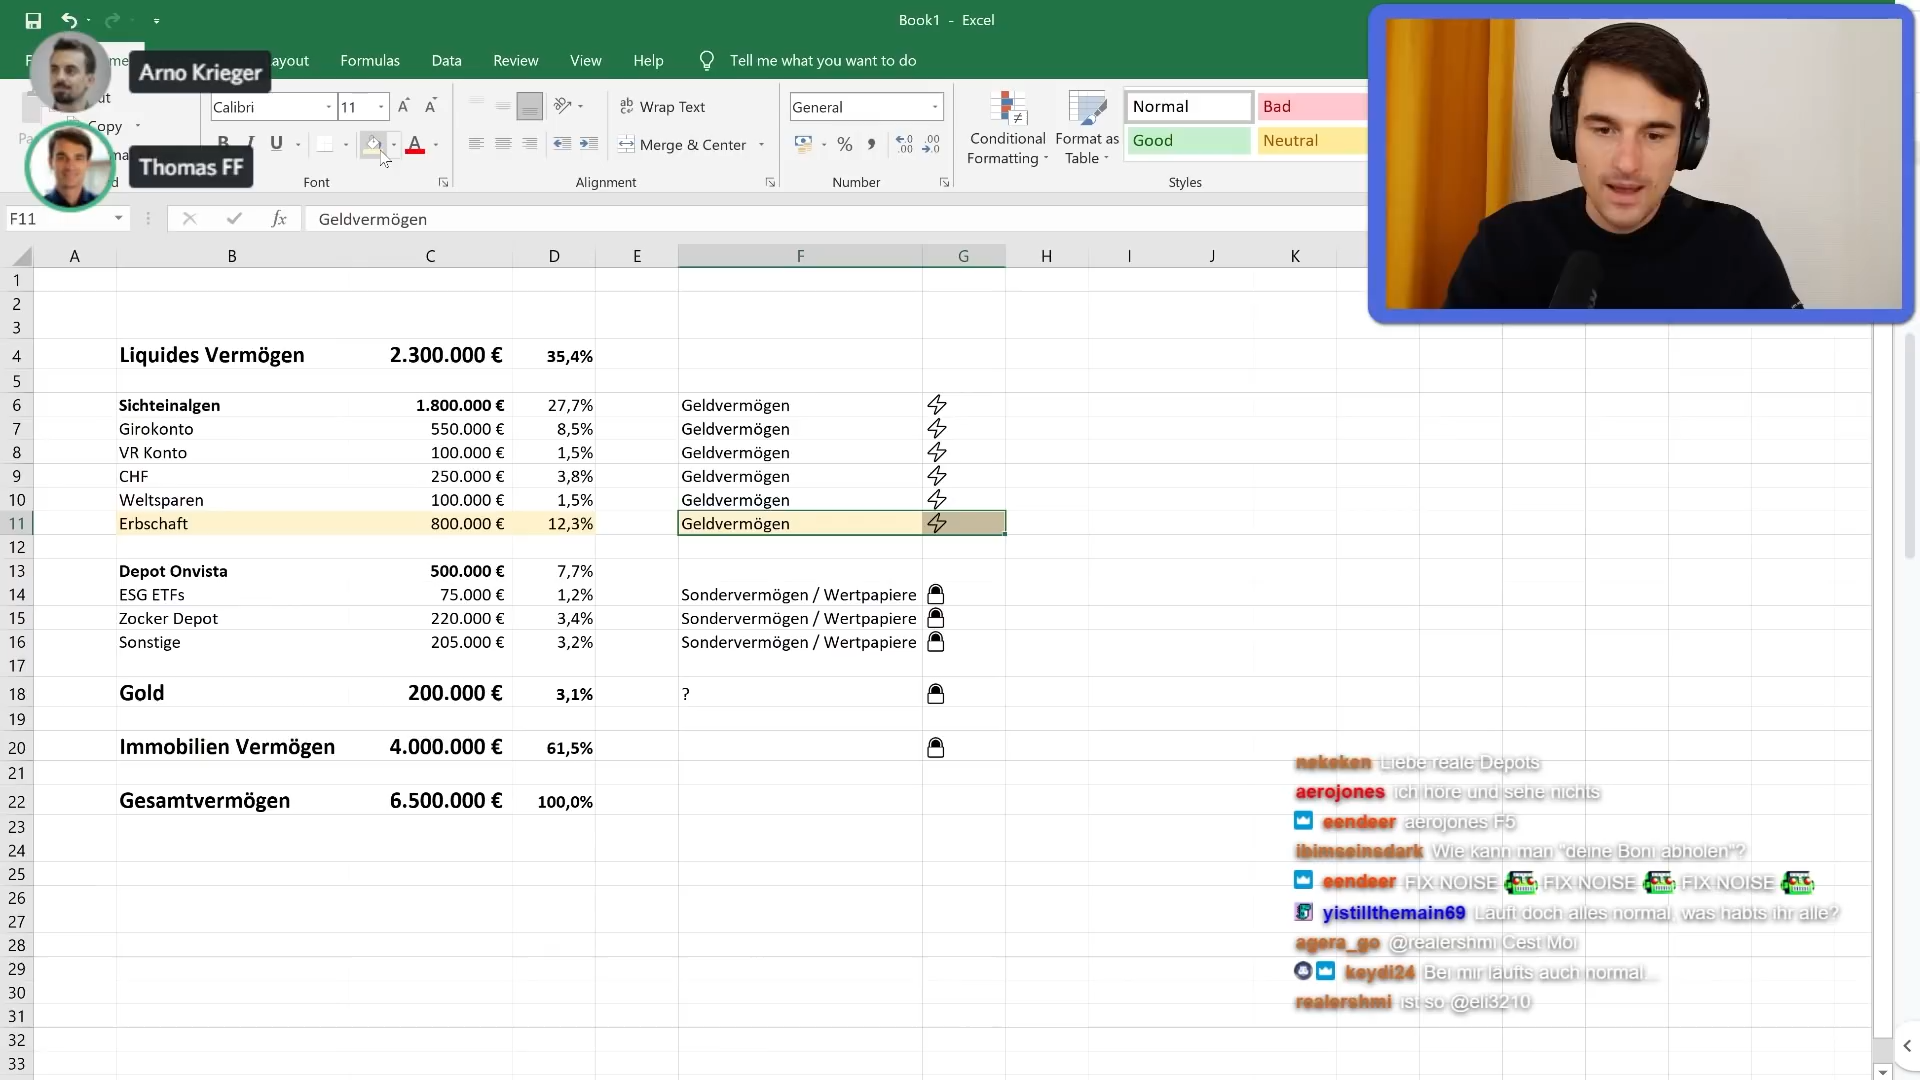 Book1 - Excel
Arno Krieger
ayout
Formulas
Data
Review
View
Help
Tell me what you want to do
Thomas FF
Copy
Calibri
11
Wrap Text
Merge & Center
General
Conditional Formatting
Format as Table
Normal
Bad
Good
Neutral
Font
Alignment
Number
Styles
F11
fx
Geldvermögen
A B C D E F G H I J K
1
2
3
4 Liquides Vermögen 2.300.000 € 35,4%
5
6 Sichteinalgen 1.800.000 € 27,7% Geldvermögen
7 Girokonto 550.000 € 8,5% Geldvermögen
8 VR Konto 100.000 € 1,5% Geldvermögen
9 CHF 250.000 € 3,8% Geldvermögen
10 Weltsparen 100.000 € 1,5% Geldvermögen
11 Erbschaft 800.000 € 12,3% Geldvermögen
12
13 Depot Onvista 500.000 € 7,7%
14 ESG ETFs 75.000 € 1,2% Sondervermögen / Wertpapiere
15 Zocker Depot 220.000 € 3,4% Sondervermögen / Wertpapiere
16 Sonstige 205.000 € 3,2% Sondervermögen / Wertpapiere
17
18 Gold 200.000 € 3,1% ?
19
20 Immobilien Vermögen 4.000.000 € 61,5%
21
22 Gesamtvermögen 6.500.000 € 100,0%
23
24
25
26
27
28
29
30
31
32
33
nekeken Liebe reale Depots
aerojones ich höre und sehe nichts
eendeer aerojones F5
ibimseinsdark Wie kann man "deine Boni abholen"?
eendeer FIX NOISE FIX NOISE FIX NOISE
yistillthemain69 Läuft doch alles normal, was habts ihr alle?
agora_go @realershmi Cest Moi
keydi24 Bei mir läufts auch normal...
realershmi ist so @eli3210